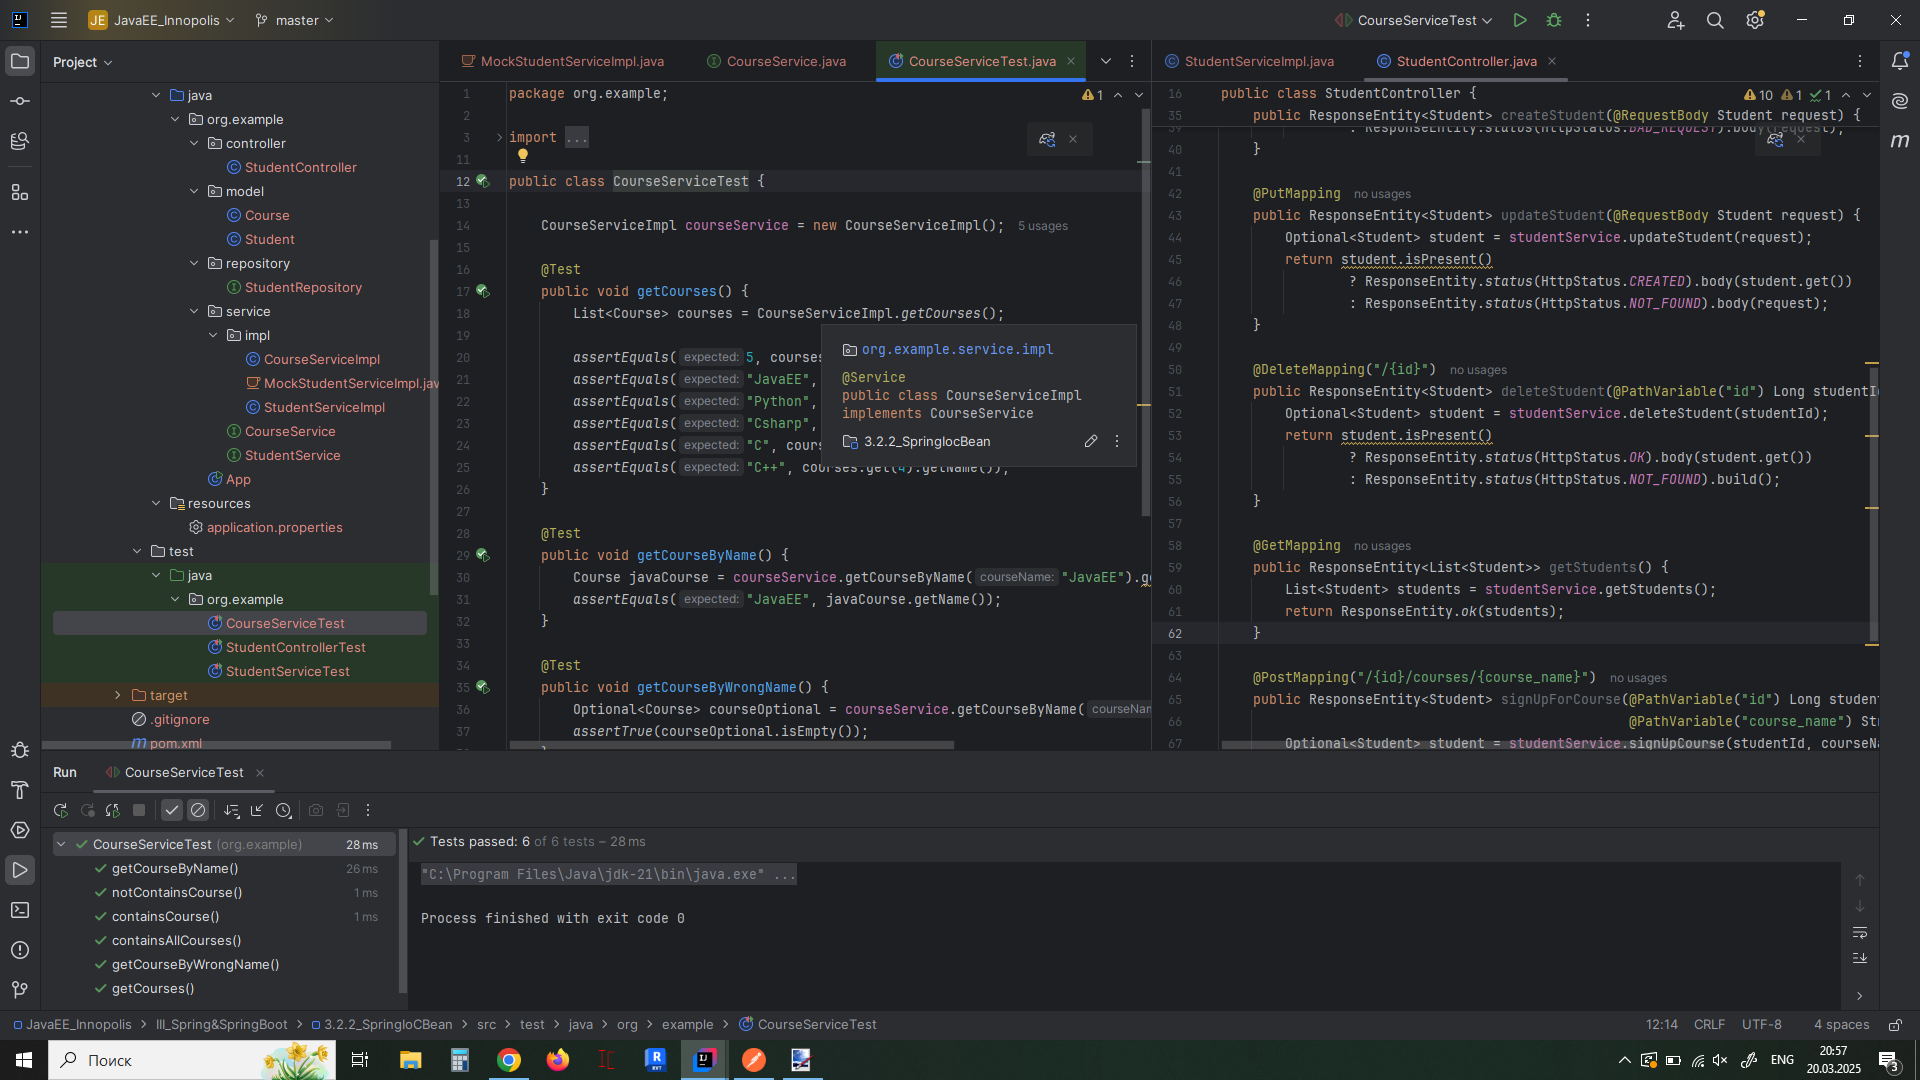 JE JavaEE_Innopolis master CourseServiceTest
Project
java
org.example
controller
StudentController
model
Course
Student
repository
StudentRepository
service
impl
CourseServiceImpl
MockStudentServiceImpl.jav
StudentServiceImpl
CourseService
StudentService
App
resources
application.properties
test
java
org.example
CourseServiceTest
StudentControllerTest
StudentServiceTest
target
.gitignore
pom.xml
MockStudentServiceImpl.java CourseService.java CourseServiceTest.java
1 package org.example; 1
2
3 import ...
11
12 public class CourseServiceTest {
13
14 CourseServiceImpl courseService = new CourseServiceImpl(); 5 usages
15
16 @Test
17 public void getCourses() {
18 List<Course> courses = CourseServiceImpl.getCourses();
19
20 assertEquals( expected: 5, courses
21 assertEquals( expected: "JavaEE",
22 assertEquals( expected: "Python",
23 assertEquals( expected: "Csharp",
24 assertEquals( expected: "C", cours
25 assertEquals( expected: "C++", courses.get(4).getName());
26 }
27
28 @Test
29 public void getCourseByName() {
30 Course javaCourse = courseService.getCourseByName( courseName: "JavaEE").ge
31 assertEquals( expected: "JavaEE", javaCourse.getName());
32 }
33
34 @Test
35 public void getCourseByWrongName() {
36 Optional<Course> courseOptional = courseService.getCourseByName( courseNam
37 assertTrue(courseOptional.isEmpty());
org.example.service.impl
@Service
public class CourseServiceImpl
implements CourseService
3.2.2_SpringIocBean
StudentServiceImpl.java StudentController.java
16 public class StudentController { 10 1 1
35 public ResponseEntity<Student> createStudent(@RequestBody Student request) {
39 : ResponseEntity.status(HttpStatus.BAD_REQUEST).body(request);
40 }
41
42 @PutMapping no usages
43 public ResponseEntity<Student> updateStudent(@RequestBody Student request) {
44 Optional<Student> student = studentService.updateStudent(request);
45 return student.isPresent()
46 ? ResponseEntity.status(HttpStatus.CREATED).body(student.get())
47 : ResponseEntity.status(HttpStatus.NOT_FOUND).body(request);
48 }
49
50 @DeleteMapping("/{id}") no usages
51 public ResponseEntity<Student> deleteStudent(@PathVariable("id") Long studentId
52 Optional<Student> student = studentService.deleteStudent(studentId);
53 return student.isPresent()
54 ? ResponseEntity.status(HttpStatus.OK).body(student.get())
55 : ResponseEntity.status(HttpStatus.NOT_FOUND).build();
56 }
57
58 @GetMapping no usages
59 public ResponseEntity<List<Student>> getStudents() {
60 List<Student> students = studentService.getStudents();
61 return ResponseEntity.ok(students);
62 }
63
64 @PostMapping("/{id}/courses/{course_name}") no usages
65 public ResponseEntity<Student> signUpForCourse(@PathVariable("id") Long student
66 @PathVariable("course_name") Str
67 Optional<Student> student = studentService.signUpCourse(studentId, courseNa
Run CourseServiceTest
CourseServiceTest (org.example) 28 ms
getCourseByName() 26 ms
notContainsCourse() 1 ms
containsCourse() 1 ms
containsAllCourses()
getCourseByWrongName()
getCourses()
Tests passed: 6 of 6 tests – 28 ms
"C:\Program Files\Java\jdk-21\bin\java.exe" ...
Process finished with exit code 0
JavaEE_Innopolis > III_Spring&SpringBoot > 3.2.2_SpringIoCBean > src > test > java > org > example > CourseServiceTest
12:14 CRLF UTF-8 4 spaces
Поиск
ENG
20:57
20.03.2025
3